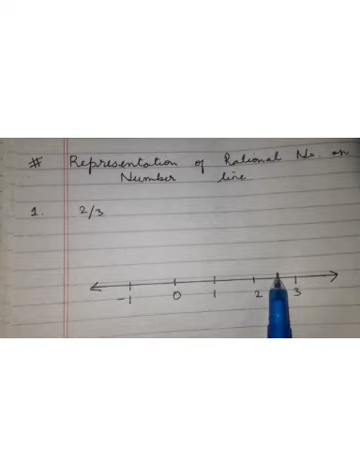 # Representation of Rational No. on
Number line
1. 2/3
-1 0 1 2 3